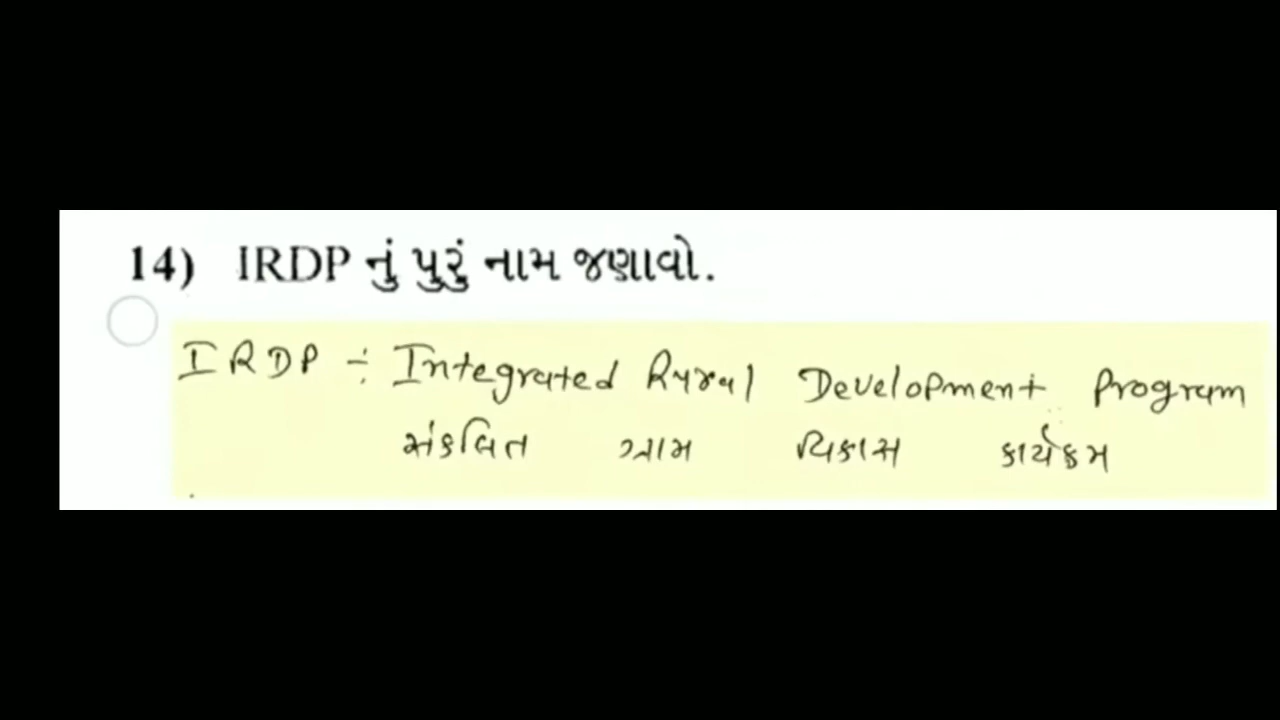 14) IRDP નું પુરું નામ જણાવો.
IRDP ÷ Integrated Rural Development Program
સંકલિત ગ્રામ વિકાસ કાર્યક્રમ